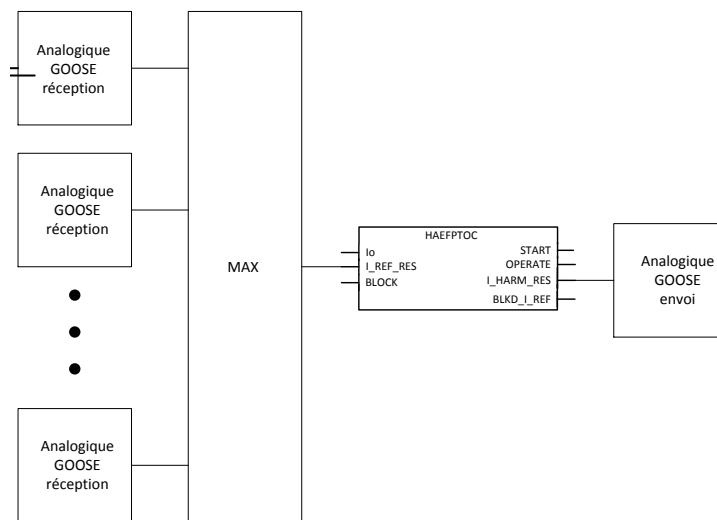 Analogique
GOOSE
réception
Analogique
GOOSE
réception
MAX
HAEFPTOC
Io
I_REF_RES
BLOCK
START
OPERATE
I_HARM_RES
BLKD_I_REF
Analogique
GOOSE
envoi
Analogique
GOOSE
réception